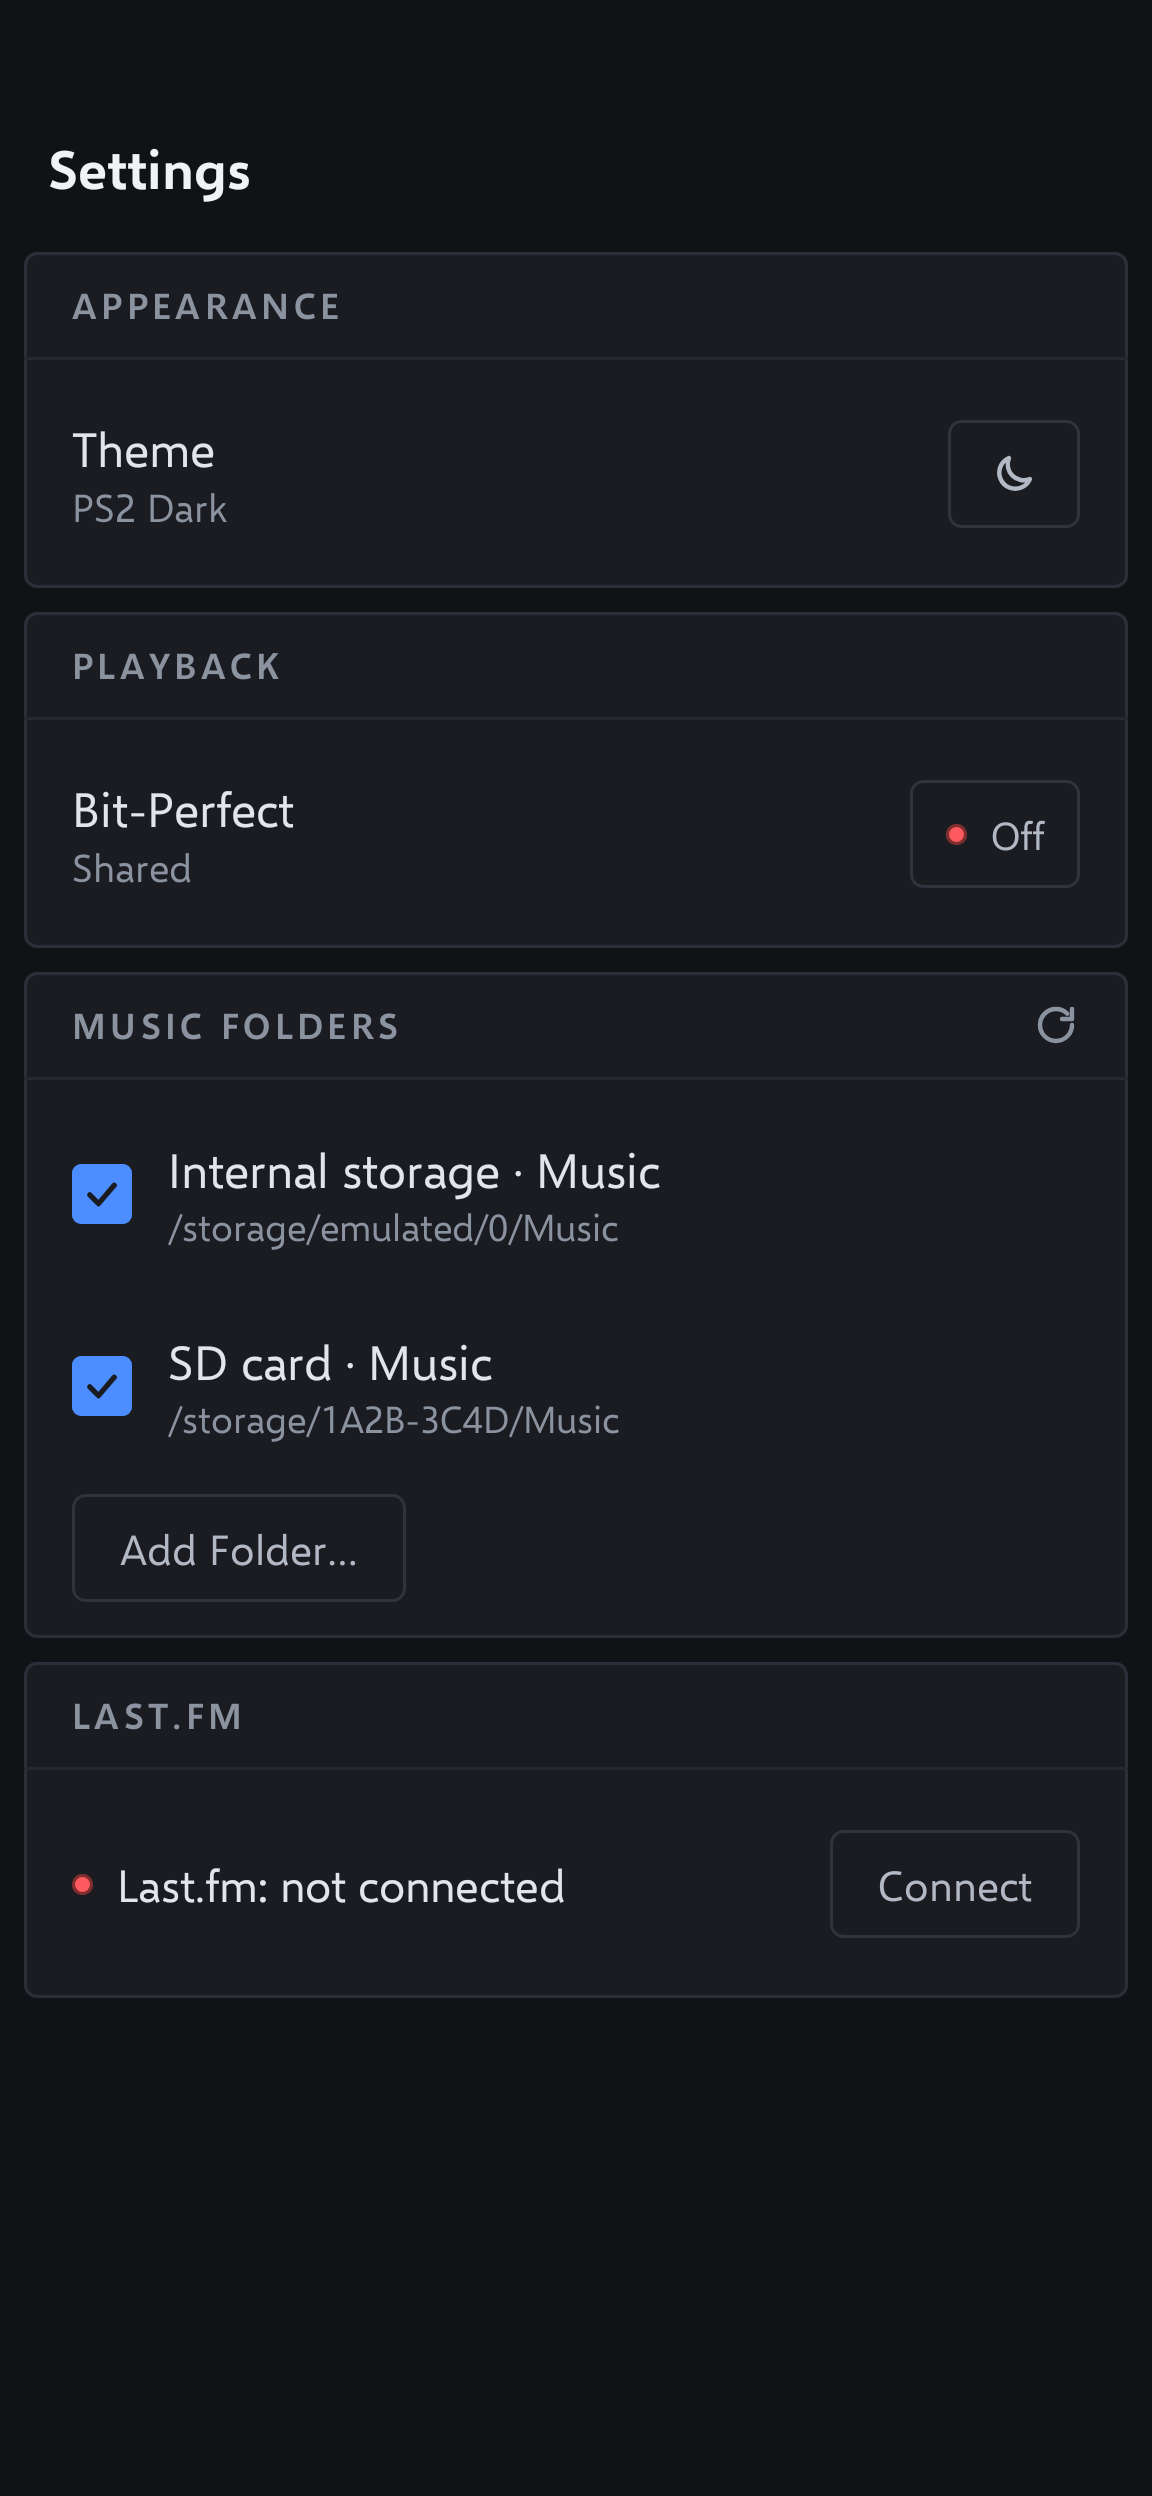 Settings
APPEARANCE
Theme
PS2 Dark
PLAYBACK
Bit-Perfect
Shared
Off
MUSIC FOLDERS
Internal storage · Music
/storage/emulated/0/Music
SD card · Music
/storage/1A2B-3C4D/Music
Add Folder...
LAST.FM
Last.fm: not connected
Connect